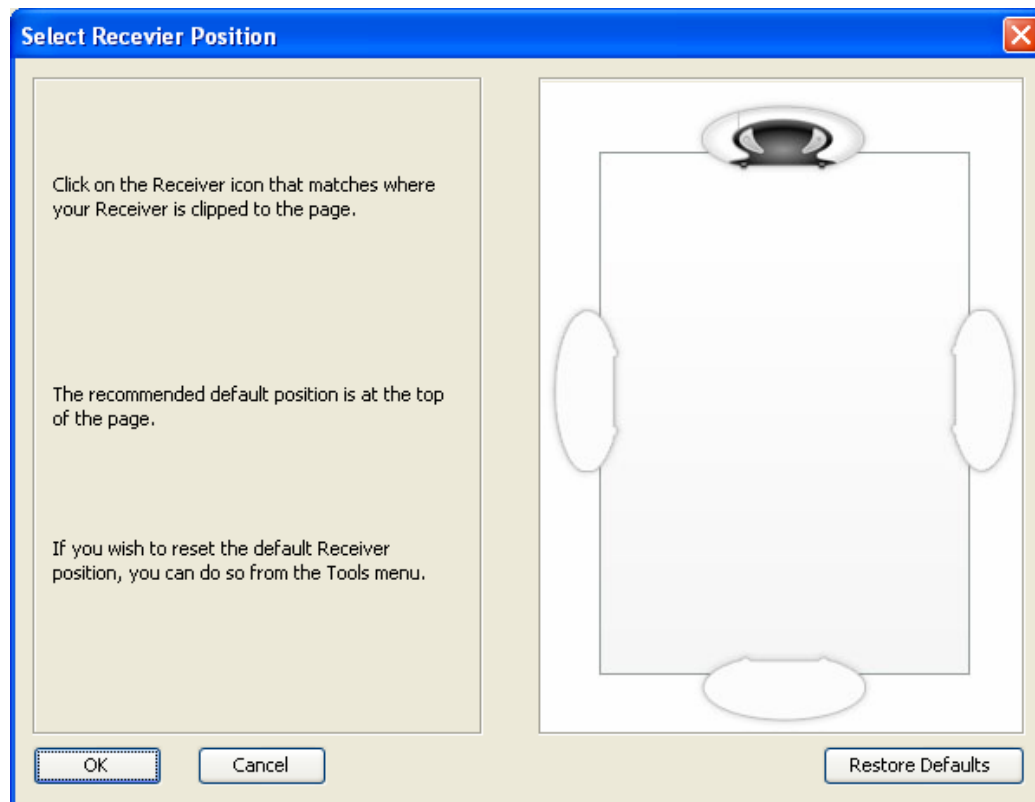 Select Recevier Position
Click on the Receiver icon that matches where
your Receiver is clipped to the page.
The recommended default position is at the top
of the page.
If you wish to reset the default Receiver
position, you can do so from the Tools menu.
OK
Cancel
Restore Defaults